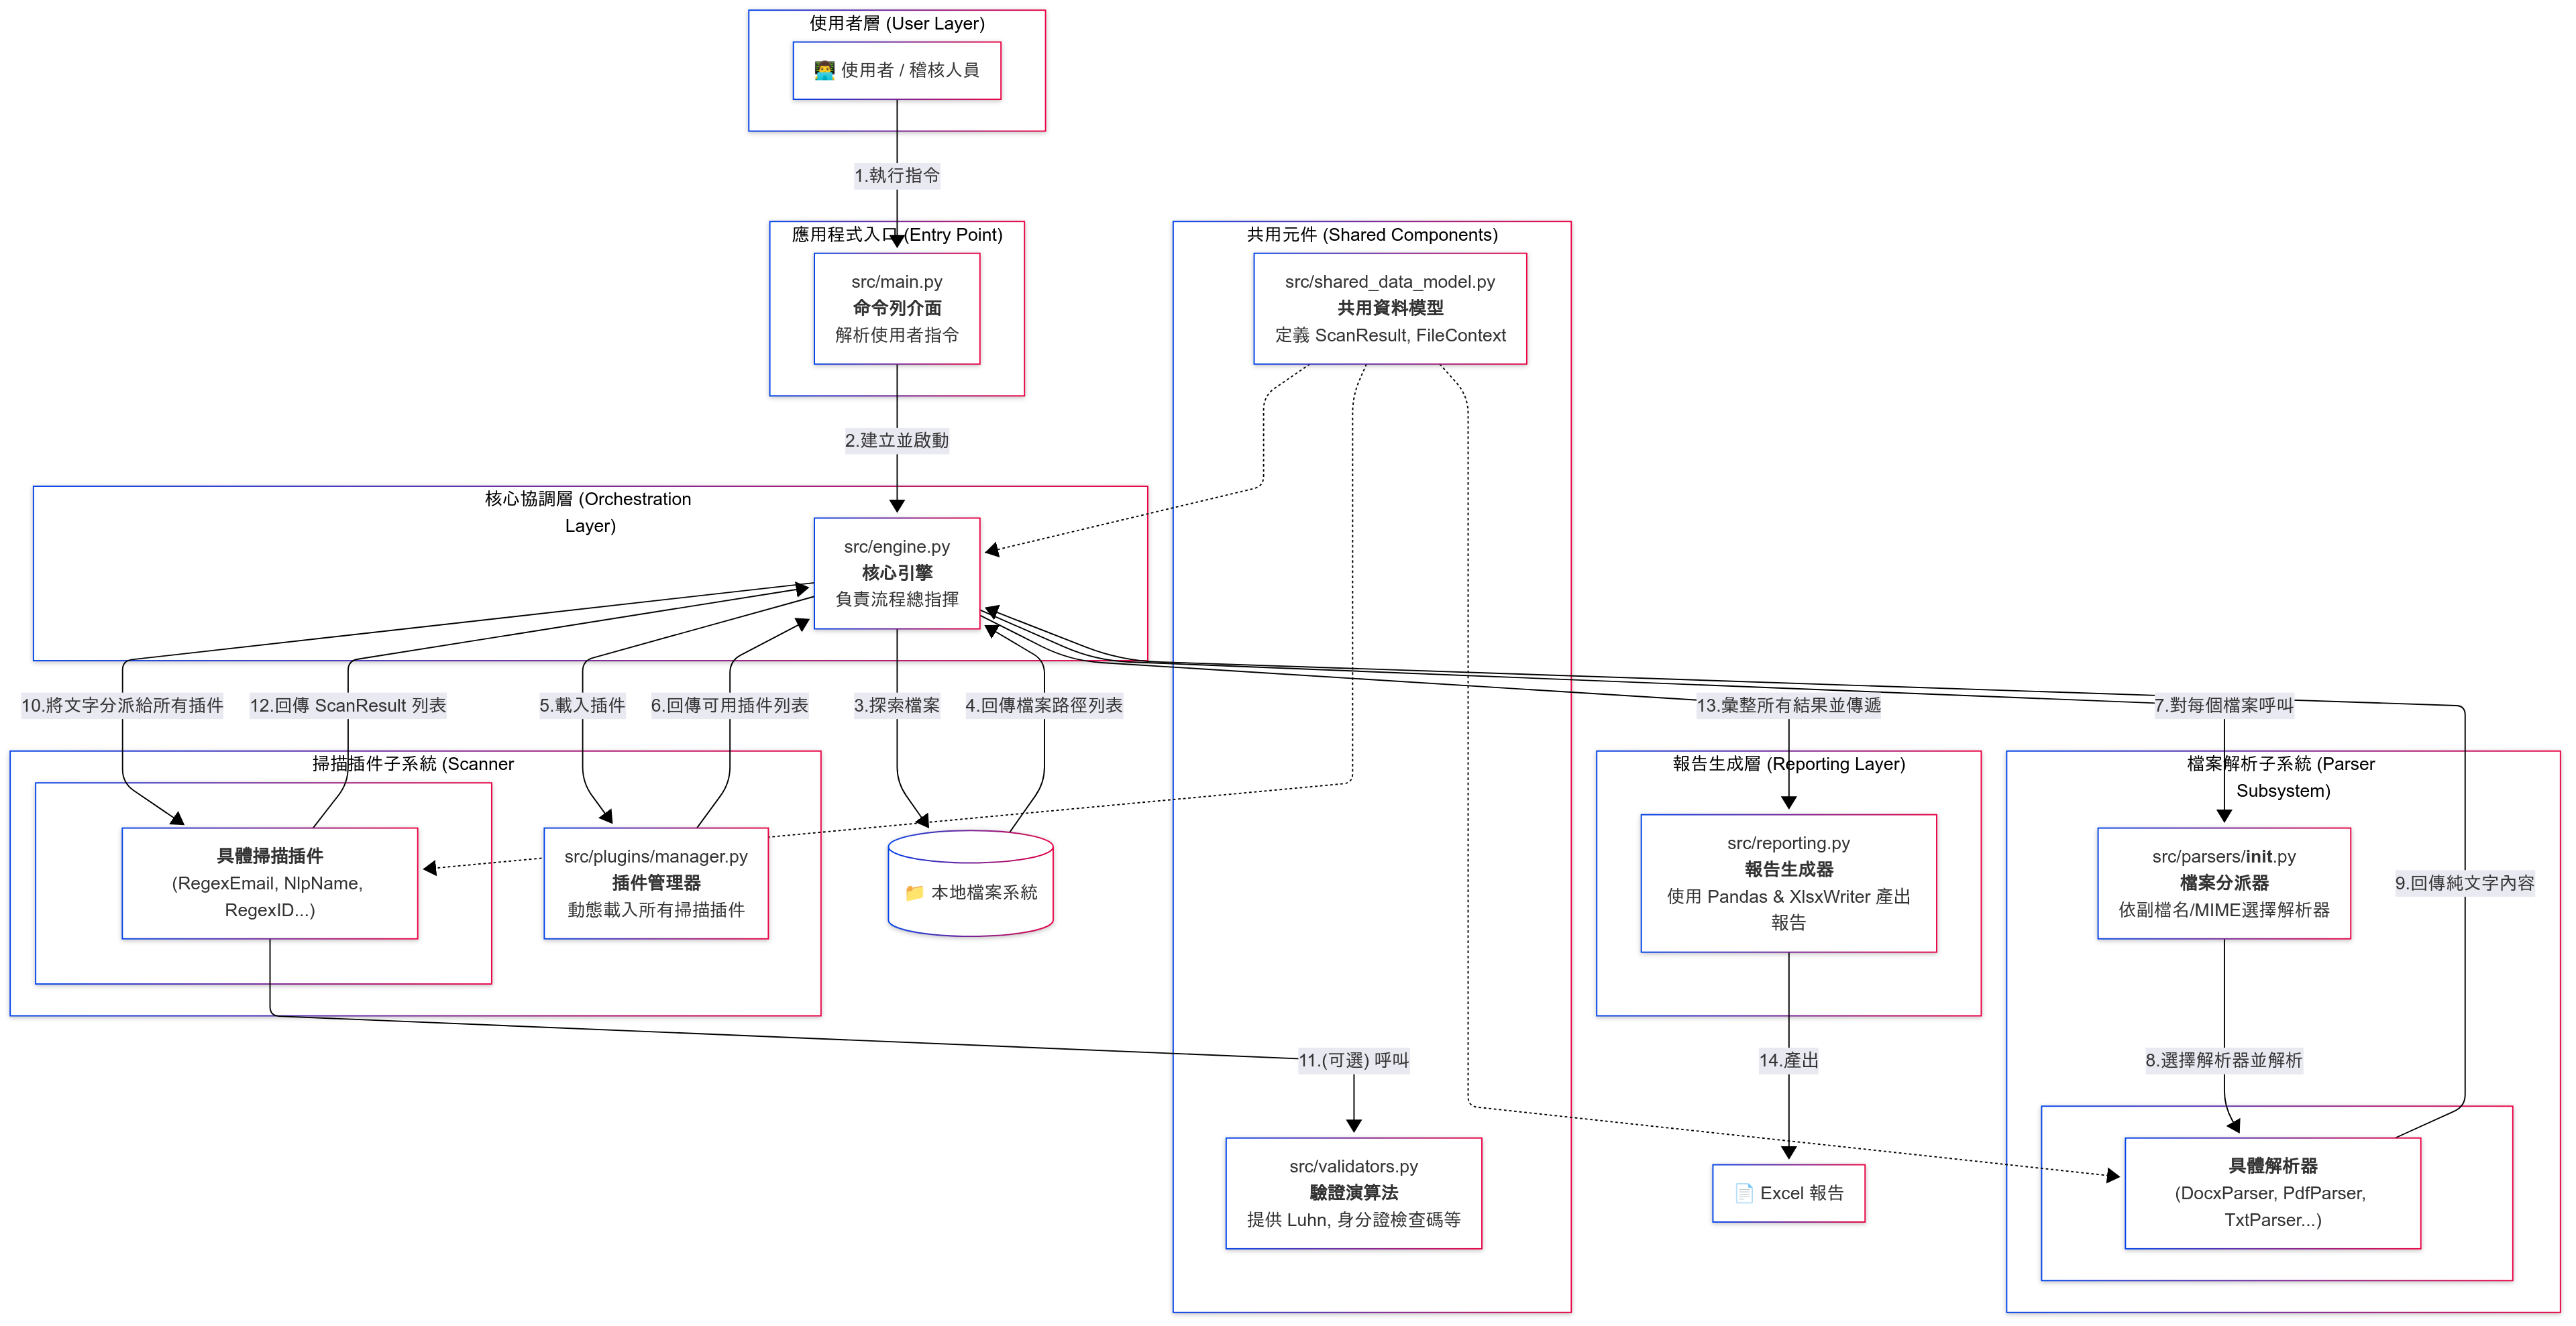 使用者層 (User Layer)
使用者 / 稽核人員
1.執行指令
應用程式入口 (Entry Point)
src/main.py
命令列介面
解析使用者指令
2.建立並啟動
共用元件 (Shared Components)
src/shared_data_model.py
共用資料模型
定義 ScanResult, FileContext
核心協調層 (Orchestration
Layer)
src/engine.py
核心引擎
負責流程總指揮
10.將文字分派給所有插件
12.回傳 ScanResult 列表
5.載入插件
6.回傳可用插件列表
3.探索檔案
4.回傳檔案路徑列表
13.彙整所有結果並傳遞
7.對每個檔案呼叫
掃描插件子系統 (Scanner
具體掃描插件
(RegexEmail, NlpName,
RegexID...)
src/plugins/manager.py
插件管理器
動態載入所有掃描插件
本地檔案系統
報告生成層 (Reporting Layer)
src/reporting.py
報告生成器
使用 Pandas & XlsxWriter 產出
報告
檔案解析子系統 (Parser
Subsystem)
src/parsers/init.py
檔案分派器
依副檔名/MIME選擇解析器
9.回傳純文字內容
11.(可選) 呼叫
14.產出
8.選擇解析器並解析
src/validators.py
驗證演算法
提供 Luhn, 身分證檢查碼等
Excel 報告
具體解析器
(DocxParser, PdfParser,
TxtParser...)